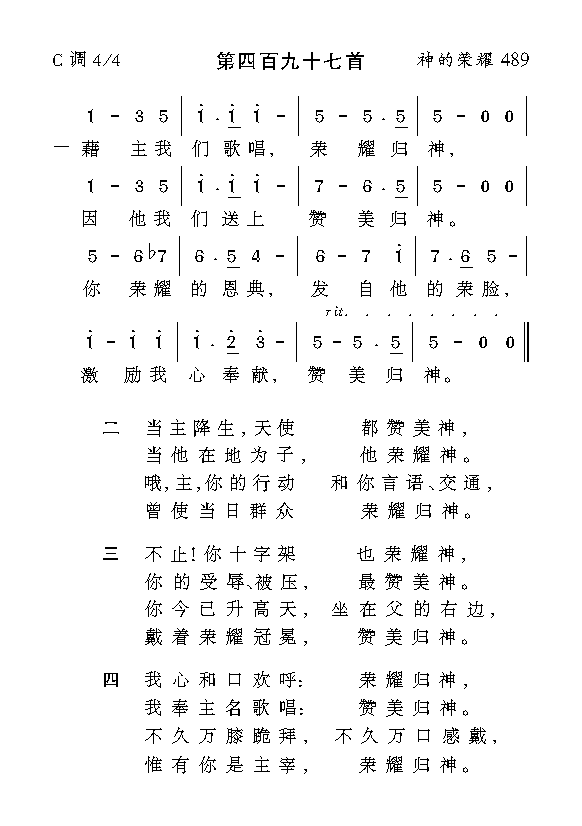 C 调 4/4 第四百九十七首 神的荣耀 489
1 - 3 5 | i . i i - | 5 - 5 . 5 | 5 - 0 0 |
一 藉 主我 们 歌唱, 荣 耀 归 神,
1 - 3 5 | i . i i - | 7 - 6 . 5 | 5 - 0 0 |
因 他我 们 送上 赞 美 归 神。
5 - 6 ♭7 | 6 . 5 4 - | 6 - 7 i | 7 . 6 5 - |
你 荣耀 的 恩典, 发 自他 的 荣脸,
rit. . . . . . . .
i - i i | i . 2 3 - | 5 - 5 . 5 | 5 - 0 0 ‖
激 励我 心 奉献, 赞 美 归 神。
二 当主降生,天使 都赞美神,
当他在地为子, 他荣耀神。
哦,主,你的行动 和你言语、交通,
曾使当日群众 荣耀归神。
三 不止!你十字架 也荣耀神,
你的受辱、被压, 最赞美神。
你今已升高天, 坐在父的右边,
戴着荣耀冠冕, 赞美归神。
四 我心和口欢呼: 荣耀归神,
我奉主名歌唱: 赞美归神。
不久万膝跪拜, 不久万口感戴,
惟有你是主宰, 荣耀归神。